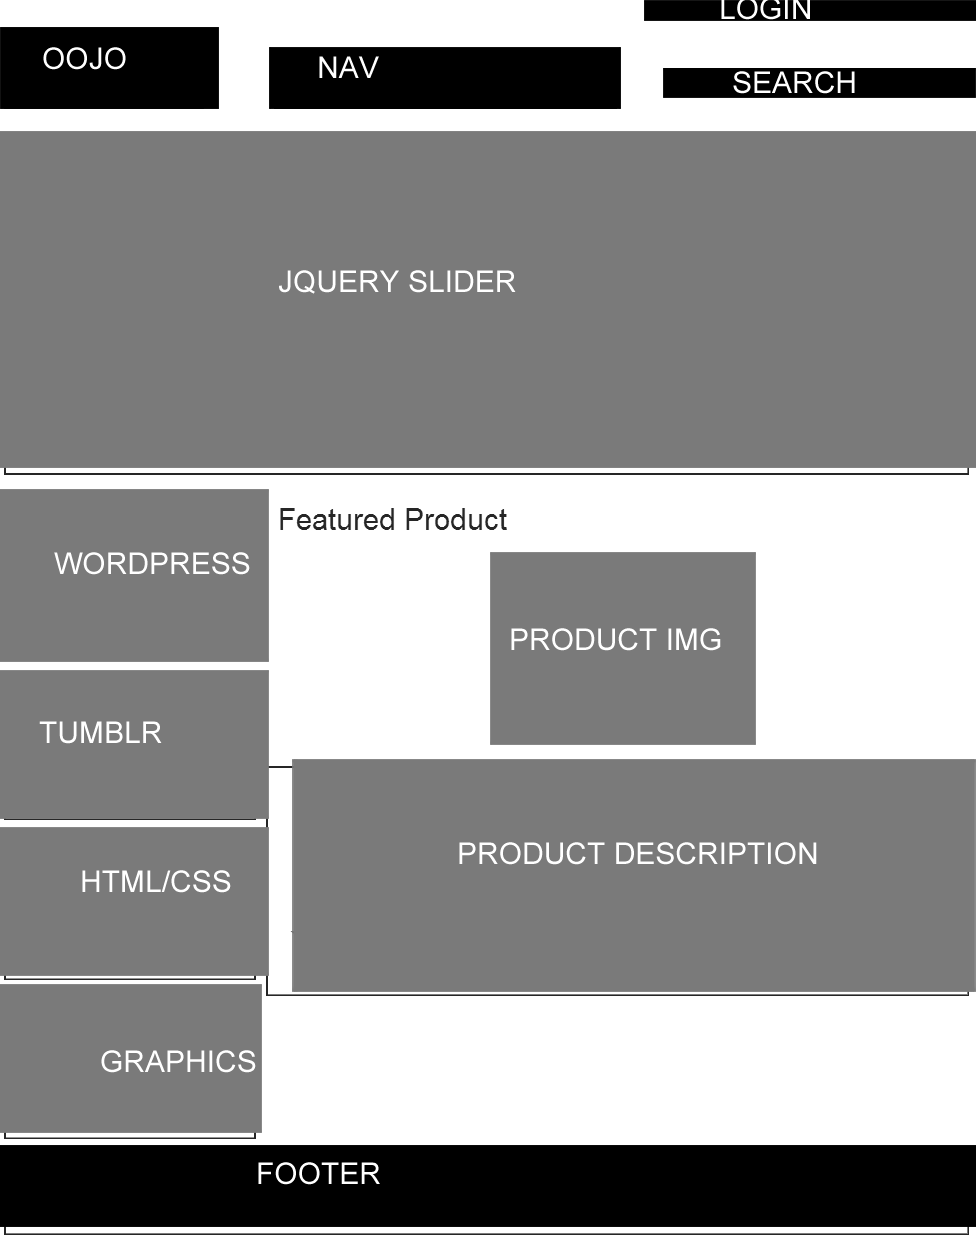 LOGIN
OOJO
NAV
SEARCH
JQUERY SLIDER
Featured Product
WORDPRESS
PRODUCT IMG
TUMBLR
PRODUCT DESCRIPTION
HTML/CSS
GRAPHICS
FOOTER